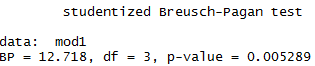 studentized Breusch-Pagan test
data:  mod1
BP = 12.718, df = 3, p-value = 0.005289